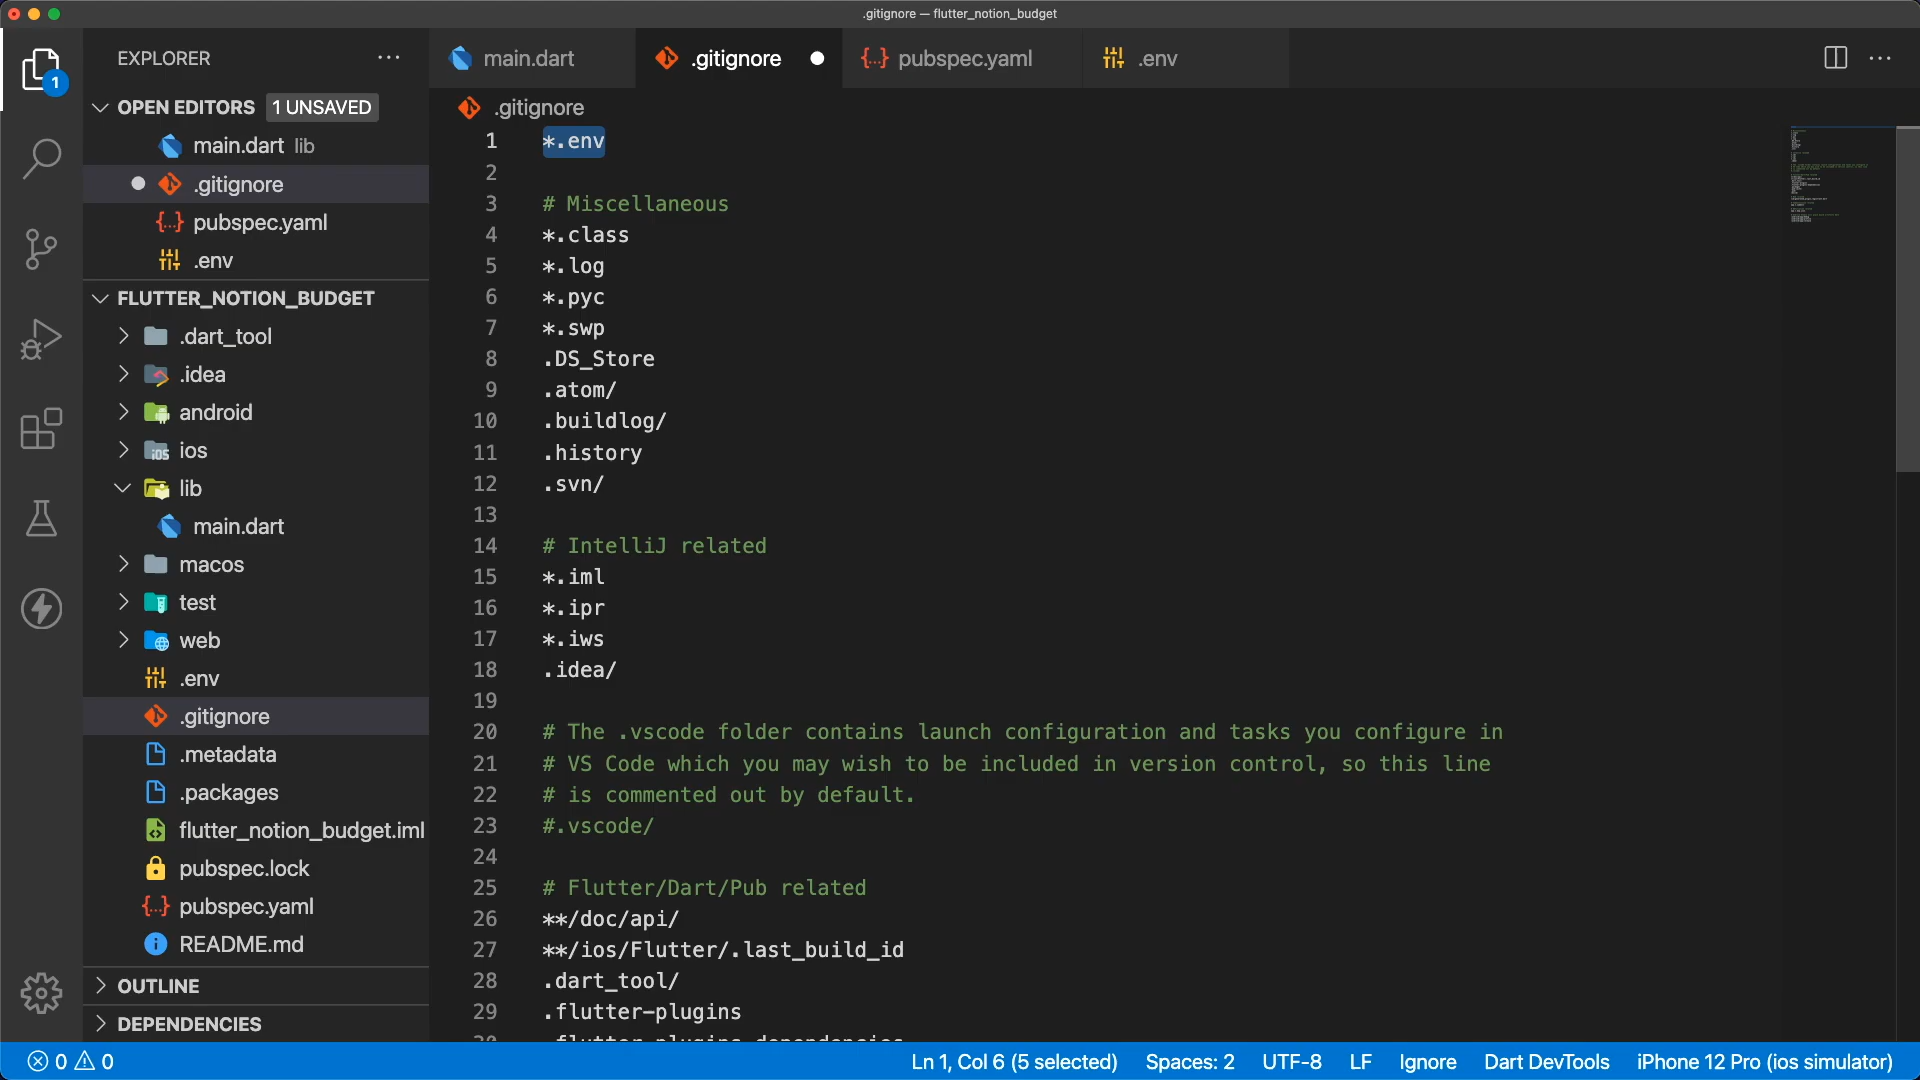 .gitignore — flutter_notion_budget
EXPLORER
main.dart
.gitignore
pubspec.yaml
.env
1
OPEN EDITORS
1 UNSAVED
main.dart lib
.gitignore
pubspec.yaml
.env
FLUTTER_NOTION_BUDGET
.dart_tool
.idea
android
ios
lib
main.dart
macos
test
web
.env
.gitignore
.metadata
.packages
flutter_notion_budget.iml
pubspec.lock
pubspec.yaml
README.md
OUTLINE
DEPENDENCIES
.gitignore
1 *.env
2
3 # Miscellaneous
4 *.class
5 *.log
6 *.pyc
7 *.swp
8 .DS_Store
9 .atom/
10 .buildlog/
11 .history
12 .svn/
13
14 # IntelliJ related
15 *.iml
16 *.ipr
17 *.iws
18 .idea/
19
20 # The .vscode folder contains launch configuration and tasks you configure in
21 # VS Code which you may wish to be included in version control, so this line
22 # is commented out by default.
23 #.vscode/
24
25 # Flutter/Dart/Pub related
26 **/doc/api/
27 **/ios/Flutter/.last_build_id
28 .dart_tool/
29 .flutter-plugins
30 .flutter-plugins-dependencies
0 0
Ln 1, Col 6 (5 selected)
Spaces: 2
UTF-8
LF
Ignore
Dart DevTools
iPhone 12 Pro (ios simulator)